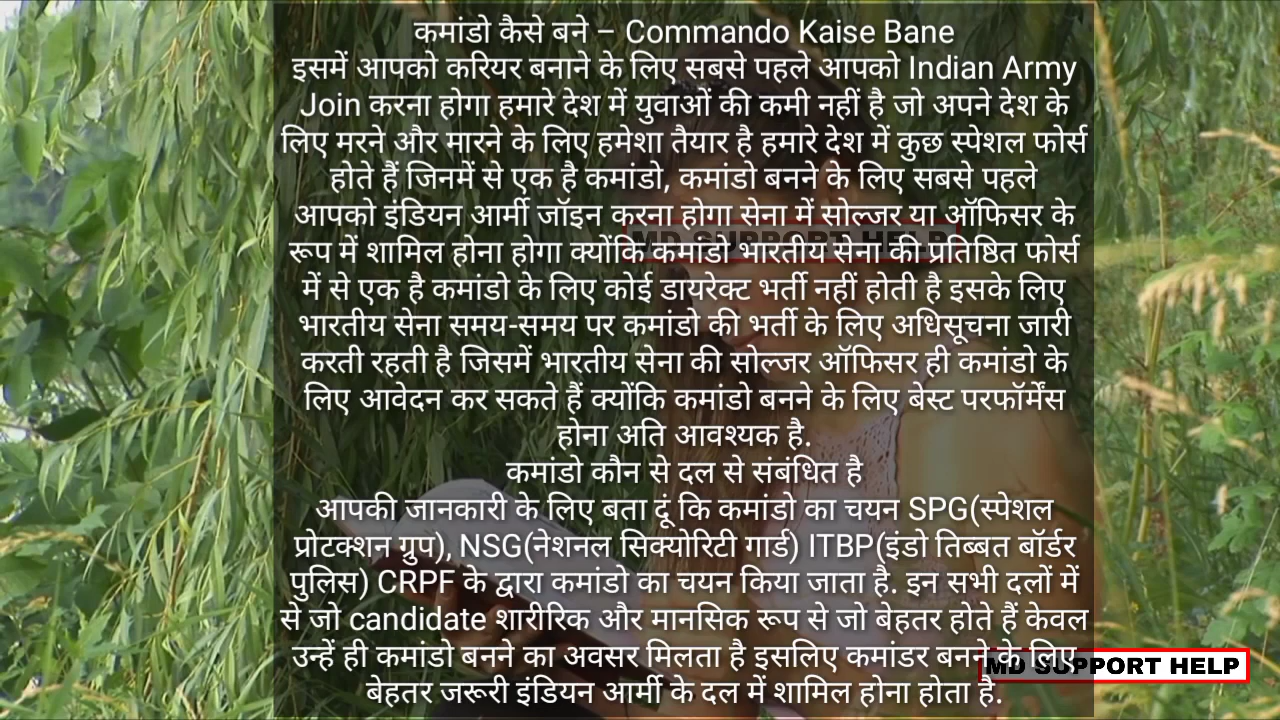 कमांडो कैसे बने – Commando Kaise Bane
इसमें आपको करियर बनाने के लिए सबसे पहले आपको Indian Army
Join करना होगा हमारे देश में युवाओं की कमी नहीं है जो अपने देश के
लिए मरने और मारने के लिए हमेशा तैयार है हमारे देश में कुछ स्पेशल फोर्स
होते हैं जिनमें से एक है कमांडो, कमांडो बनने के लिए सबसे पहले
आपको इंडियन आर्मी जॉइन करना होगा सेना में सोल्जर या ऑफिसर के
रूप में शामिल होना होगा क्योंकि कमांडो भारतीय सेना की प्रतिष्ठित फोर्स
में से एक है कमांडो के लिए कोई डायरेक्ट भर्ती नहीं होती है इसके लिए
भारतीय सेना समय-समय पर कमांडो की भर्ती के लिए अधिसूचना जारी
करती रहती है जिसमें भारतीय सेना की सोल्जर ऑफिसर ही कमांडो के
लिए आवेदन कर सकते हैं क्योंकि कमांडो बनने के लिए बेस्ट परफॉर्मेंस
होना अति आवश्यक है.
कमांडो कौन से दल से संबंधित है
आपकी जानकारी के लिए बता दूं कि कमांडो का चयन SPG(स्पेशल
प्रोटक्शन ग्रुप), NSG(नेशनल सिक्योरिटी गार्ड) ITBP(इंडो तिब्बत बॉर्डर
पुलिस) CRPF के द्वारा कमांडो का चयन किया जाता है. इन सभी दलों में
से जो candidate शारीरिक और मानसिक रूप से जो बेहतर होते हैं केवल
उन्हें ही कमांडो बनने का अवसर मिलता है इसलिए कमांडर बनने के लिए
बेहतर जरूरी इंडियन आर्मी के दल में शामिल होना होता है.
MD SUPPORT HELP
MD SUPPORT HELP